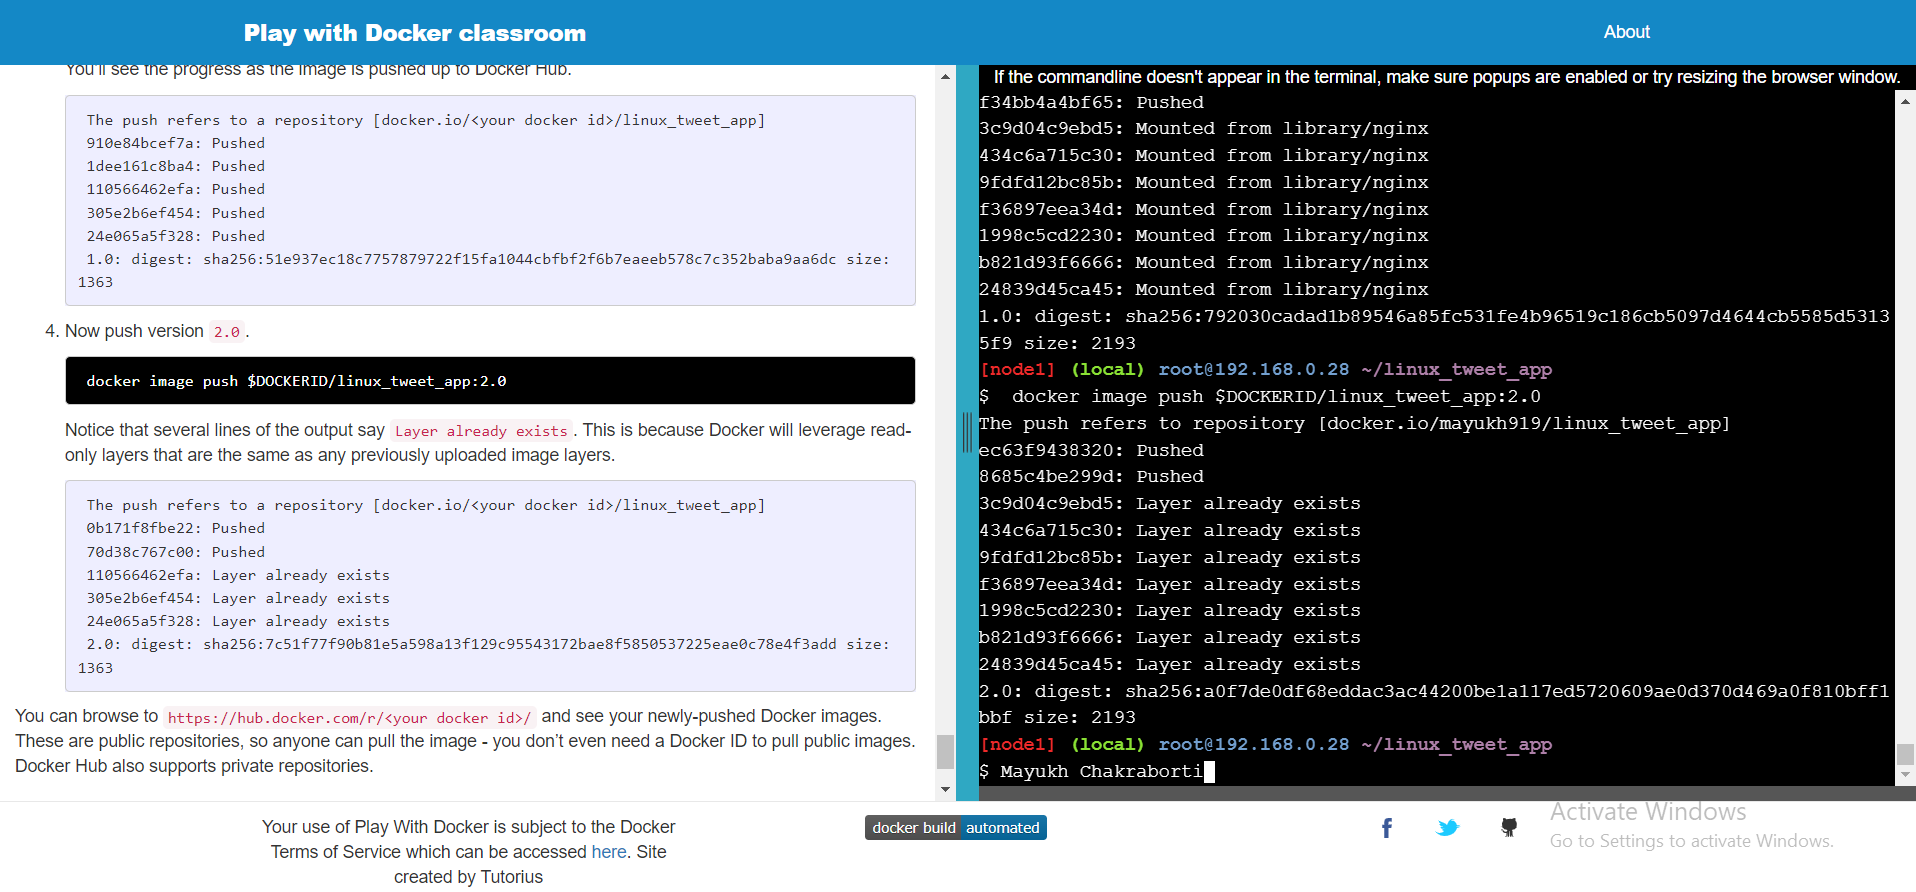 Play with Docker classroom
About
You'll see the progress as the image is pushed up to Docker Hub.
The push refers to a repository [docker.io/<your docker id>/linux_tweet_app]
910e84bcef7a: Pushed
1dee161c8ba4: Pushed
110566462efa: Pushed
305e2b6ef454: Pushed
24e065a5f328: Pushed
1.0: digest: sha256:51e937ec18c7757879722f15fa1044cbfbf2f6b7eaeeb578c7c352baba9aa6dc size:
1363
4. Now push version 2.0.
docker image push $DOCKERID/linux_tweet_app:2.0
Notice that several lines of the output say Layer already exists. This is because Docker will leverage read-
only layers that are the same as any previously uploaded image layers.
The push refers to a repository [docker.io/<your docker id>/linux_tweet_app]
0b171f8fbe22: Pushed
70d38c767c00: Pushed
110566462efa: Layer already exists
305e2b6ef454: Layer already exists
24e065a5f328: Layer already exists
2.0: digest: sha256:7c51f77f90b81e5a598a13f129c95543172bae8f5850537225eae0c78e4f3add size:
1363
You can browse to https://hub.docker.com/r/<your docker id>/ and see your newly-pushed Docker images.
These are public repositories, so anyone can pull the image - you don’t even need a Docker ID to pull public images.
Docker Hub also supports private repositories.
If the commandline doesn't appear in the terminal, make sure popups are enabled or try resizing the browser window.
f34bb4a4bf65: Pushed
3c9d04c9ebd5: Mounted from library/nginx
434c6a715c30: Mounted from library/nginx
9fdfd12bc85b: Mounted from library/nginx
f36897eea34d: Mounted from library/nginx
1998c5cd2230: Mounted from library/nginx
b821d93f6666: Mounted from library/nginx
24839d45ca45: Mounted from library/nginx
1.0: digest: sha256:792030cadad1b89546a85fc531fe4b96519c186cb5097d4644cb5585d5313
5f9 size: 2193
[node1] (local) root@192.168.0.28 ~/linux_tweet_app
$  docker image push $DOCKERID/linux_tweet_app:2.0
The push refers to repository [docker.io/mayukh919/linux_tweet_app]
ec63f9438320: Pushed
8685c4be299d: Pushed
3c9d04c9ebd5: Layer already exists
434c6a715c30: Layer already exists
9fdfd12bc85b: Layer already exists
f36897eea34d: Layer already exists
1998c5cd2230: Layer already exists
b821d93f6666: Layer already exists
24839d45ca45: Layer already exists
2.0: digest: sha256:a0f7de0df68eddac3ac44200be1a117ed5720609ae0d370d469a0f810bff1
bbf size: 2193
[node1] (local) root@192.168.0.28 ~/linux_tweet_app
$ Mayukh Chakraborti
Your use of Play With Docker is subject to the Docker
Terms of Service which can be accessed here. Site
created by Tutorius
docker build automated
Activate Windows
Go to Settings to activate Windows.